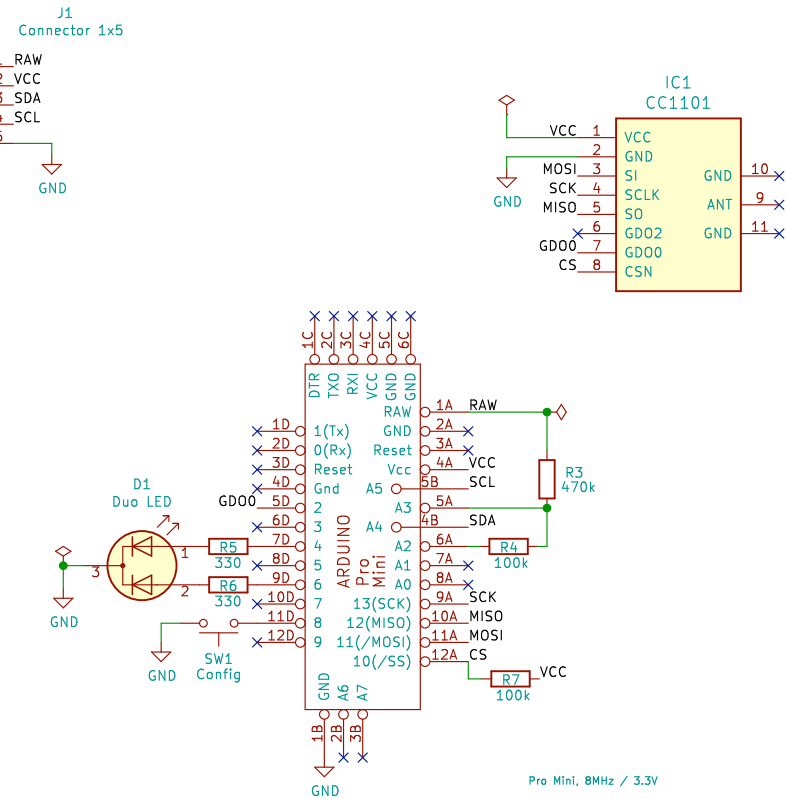 J1
Connector 1x5
RAW
VCC
SDA
SCL
GND
IC1
CC1101
VCC 1 VCC
2 GND
MOSI 3 SI
SCK 4 SCLK
MISO 5 SO
6 GDO2
GDO0 7 GDO0
CS 8 CSN
GND 10
ANT 9
GND 11
GND
1C 2C 3C 4C 5C 6C
DTR TXO RXI VCC GND GND
1D 1(Tx)
2D 0(Rx)
3D Reset
4D Gnd
GDO0 5D 2
6D 3
7D 4
8D 5
9D 6
10D 7
11D 8
12D 9
RAW 1A RAW
GND 2A
Reset 3A
Vcc 4A VCC
A5 5B SCL
A3 5A
A4 4B SDA
A2 6A
A1 7A
A0 8A
13(SCK) 9A SCK
12(MISO) 10A MISO
11(/MOSI) 11A MOSI
10(/SS) 12A CS
ARDUINO
Pro
Mini
GND A6 A7
1B 2B 3B
GND
D1
Duo LED
1
2
3
GND
R5
330
R6
330
GND
SW1
Config
R3
470k
R4
100k
R7
100k
VCC
Pro Mini, 8MHz / 3.3V